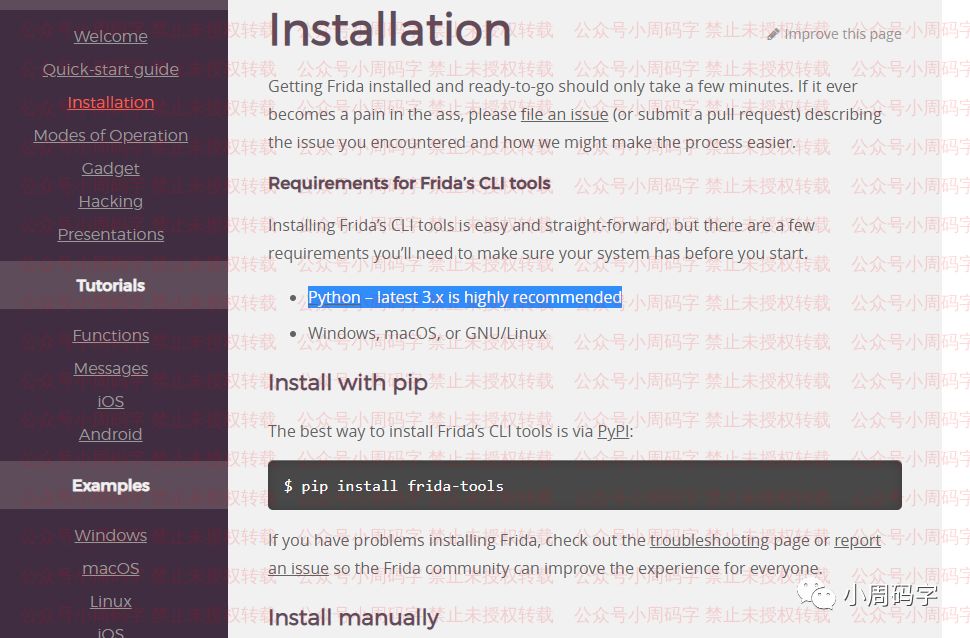 Welcome
Quick-start guide
Installation
Modes of Operation
Gadget
Hacking
Presentations
Tutorials
Functions
Messages
iOS
Android
Examples
Windows
macOS
Linux
iOS
Installation
Improve this page
Getting Frida installed and ready-to-go should only take a few minutes. If it ever
becomes a pain in the ass, please file an issue (or submit a pull request) describing
the issue you encountered and how we might make the process easier.
Requirements for Frida’s CLI tools
Installing Frida’s CLI tools is easy and straight-forward, but there are a few
requirements you’ll need to make sure your system has before you start.
Python – latest 3.x is highly recommended
Windows, macOS, or GNU/Linux
Install with pip
The best way to install Frida’s CLI tools is via PyPI:
$ pip install frida-tools
If you have problems installing Frida, check out the troubleshooting page or report
an issue so the Frida community can improve the experience for everyone.
Install manually
小周码字
公众号小周码字 禁止未授权转载